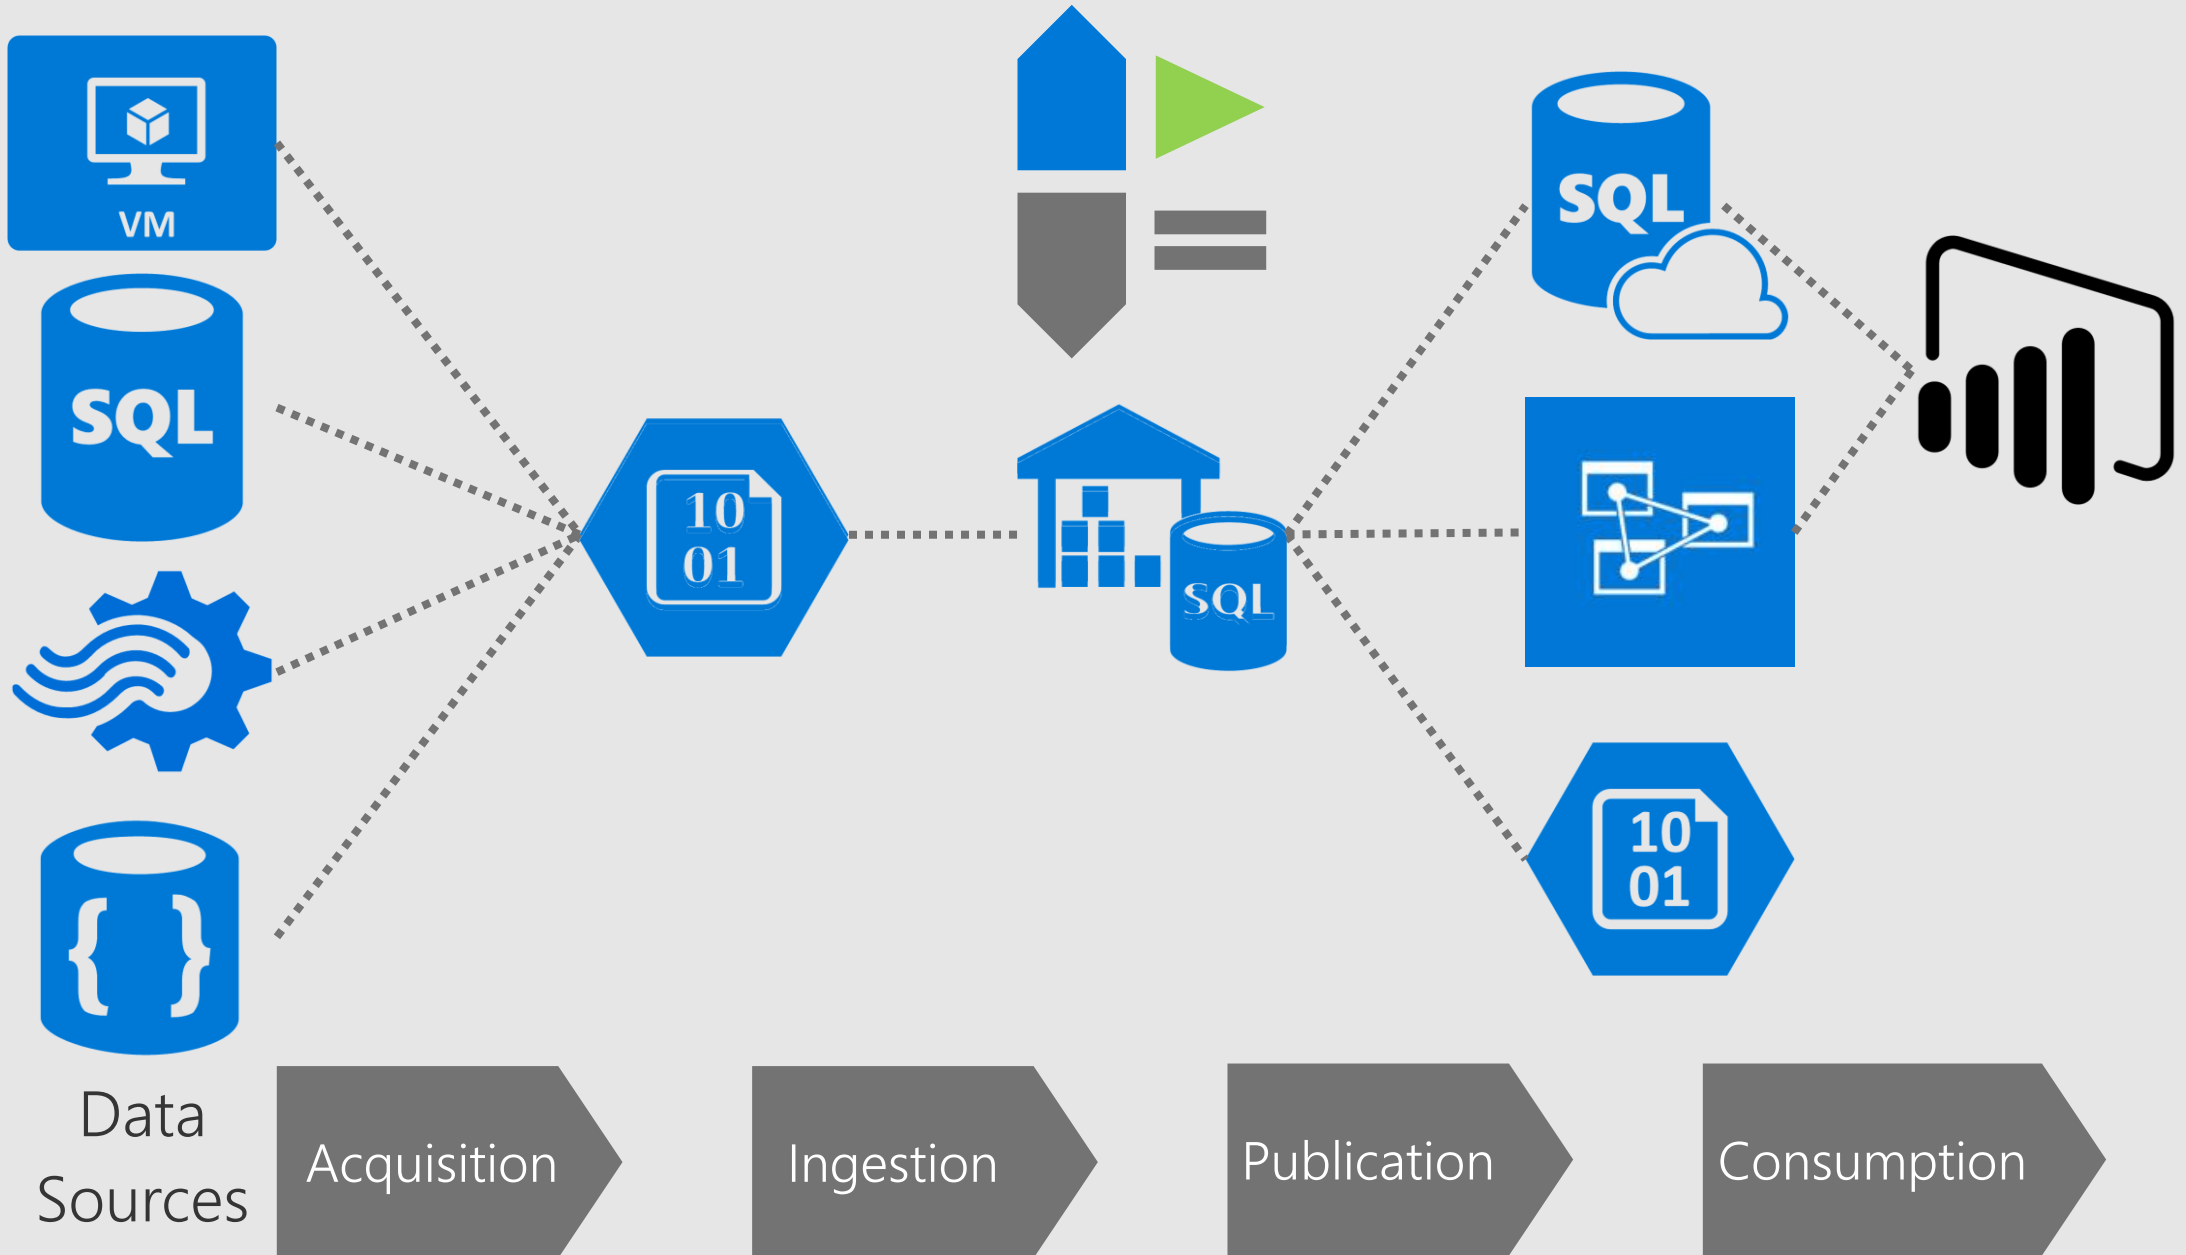 VM
SQL
{ }
10
01
SQL
SQL
10
01
Data
Sources
Acquisition
Ingestion
Publication
Consumption